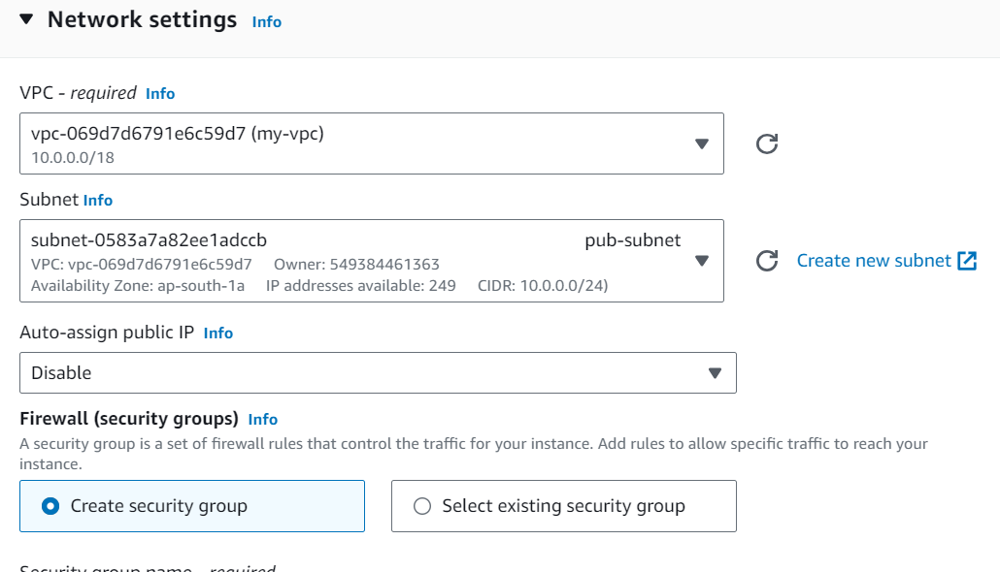 Network settings Info
VPC - required Info
vpc-069d7d6791e6c59d7 (my-vpc)
10.0.0.0/18
Subnet Info
subnet-0583a7a82ee1adccb pub-subnet
VPC: vpc-069d7d6791e6c59d7 Owner: 549384461363
Availability Zone: ap-south-1a IP addresses available: 249 CIDR: 10.0.0.0/24)
Create new subnet
Auto-assign public IP Info
Disable
Firewall (security groups) Info
A security group is a set of firewall rules that control the traffic for your instance. Add rules to allow specific traffic to reach your
instance.
Create security group Select existing security group
Security group name - required